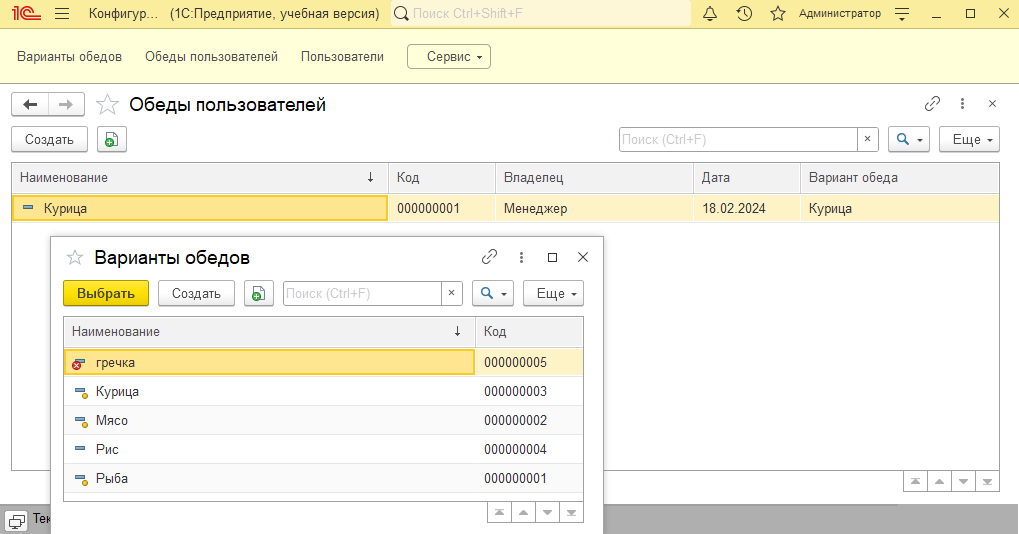 1С Конфигур... (1С:Предприятие, учебная версия) Поиск Ctrl+Shift+F Администратор
Варианты обедов Обеды пользователей Пользователи Сервис
Обеды пользователей
Создать Поиск (Ctrl+F) × Еще
Наименование Код Владелец Дата Вариант обеда
Курица 000000001 Менеджер 18.02.2024 Курица
Варианты обедов
Выбрать Создать Поиск (Ctrl+F) × Еще
Наименование Код
гречка 000000005
Курица 000000003
Мясо 000000002
Рис 000000004
Рыба 000000001
Тек